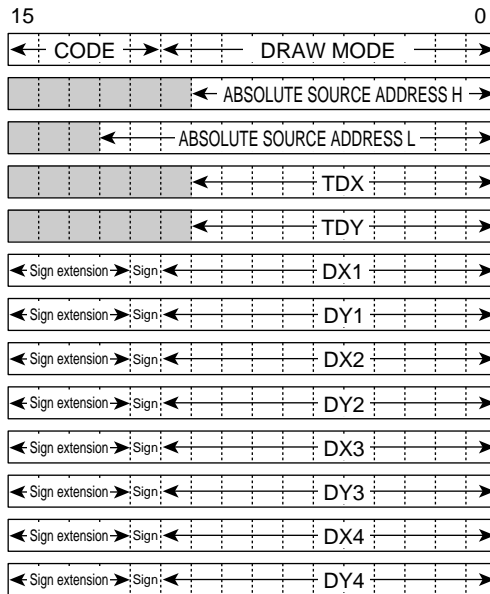 15 0
CODE DRAW MODE
ABSOLUTE SOURCE ADDRESS H
ABSOLUTE SOURCE ADDRESS L
TDX
TDY
Sign extension Sign DX1
Sign extension Sign DY1
Sign extension Sign DX2
Sign extension Sign DY2
Sign extension Sign DX3
Sign extension Sign DY3
Sign extension Sign DX4
Sign extension Sign DY4